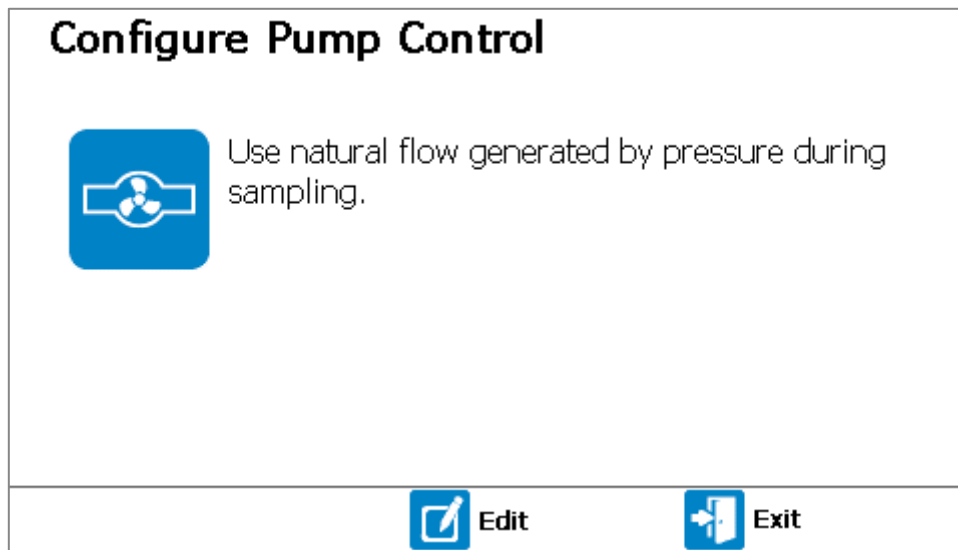 Configure Pump Control
Use natural flow generated by pressure during
sampling.
Edit
Exit